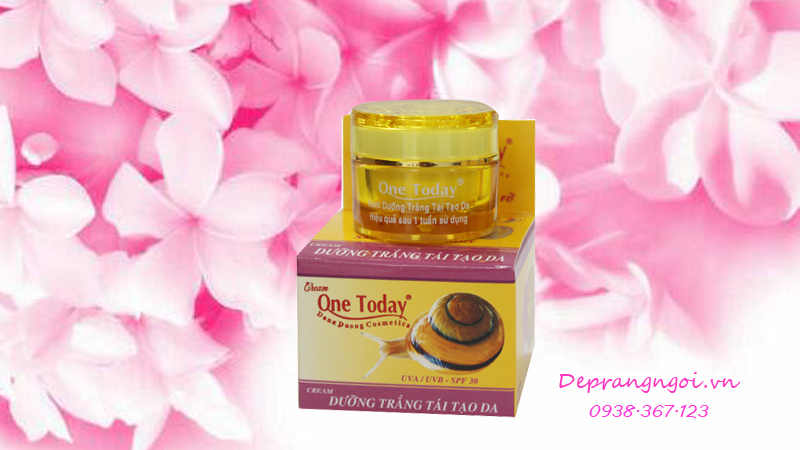 One Today®
Dưỡng Trắng Tái Tạo Da
Hiệu quả sau 1 tuần sử dụng
CREAM
DƯỠNG TRẮNG TÁI TẠO DA
Cream
One Today®
Dana Duong Cosmetics
UVA / UVB - SPF 30
CREAM
DƯỠNG TRẮNG TÁI TẠO DA
Deprangngoi.vn
0938·367·123